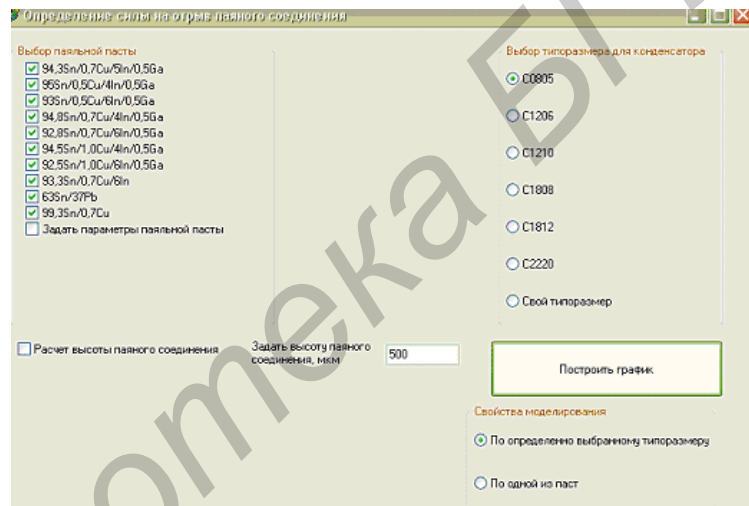 Определение силы на отрыв паяного соединения
Выбор паяльной пасты
94,3Sn/0,7Cu/5In/0,5Ga
95Sn/0,5Cu/4In/0,5Ga
93Sn/0,5Cu/6In/0,5Ga
94,8Sn/0,7Cu/4In/0,5Ga
92,8Sn/0,7Cu/6In/0,5Ga
94,5Sn/1,0Cu/4In/0,5Ga
92,5Sn/1,0Cu/6In/0,5Ga
93,3Sn/0,7Cu/6In
63Sn/37Pb
99,3Sn/0,7Cu
Задать параметры паяльной пасты
Выбор типоразмера для конденсатора
C0805
C1206
C1210
C1808
C1812
C2220
Свой типоразмер
Расчет высоты паяного соединения
Задать высоту паяного
соединения, мкм
500
Построить график
Свойства моделирования
По определенно выбранному типоразмеру
По одной из паст
отека БГ